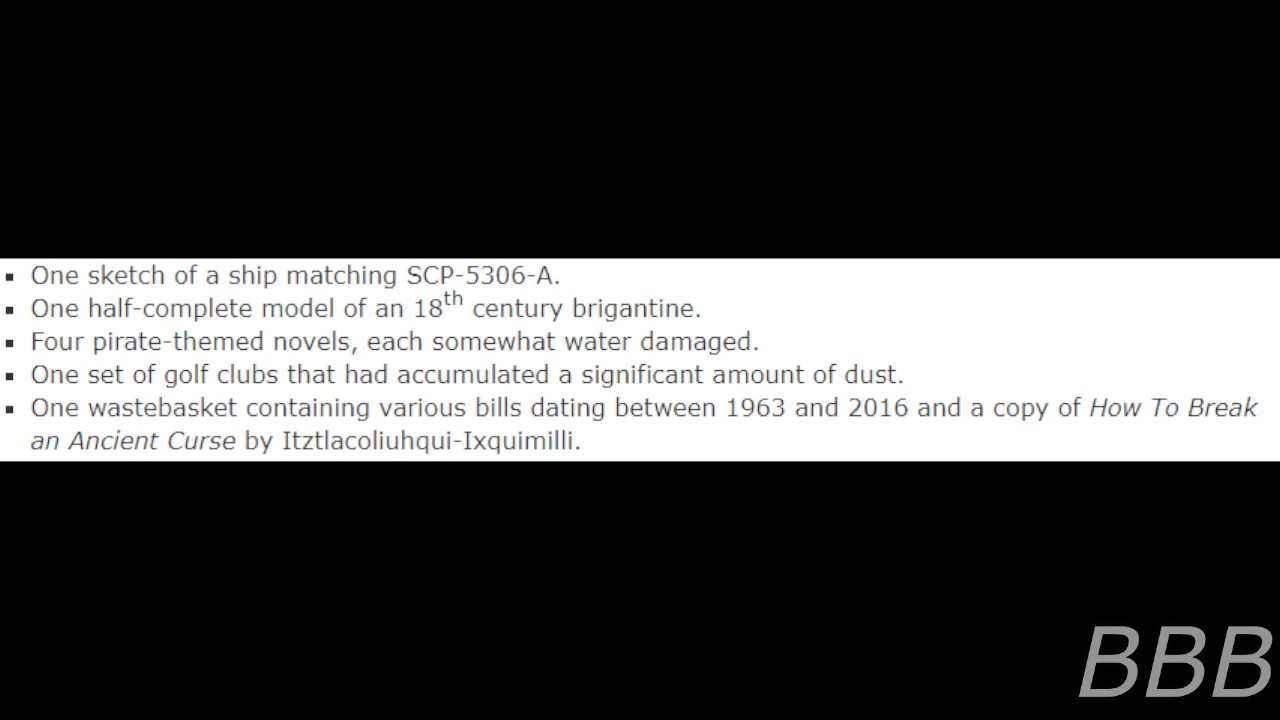 ▪ One sketch of a ship matching SCP-5306-A.
▪ One half-complete model of an 18th century brigantine.
▪ Four pirate-themed novels, each somewhat water damaged.
▪ One set of golf clubs that had accumulated a significant amount of dust.
▪ One wastebasket containing various bills dating between 1963 and 2016 and a copy of How To Break
an Ancient Curse by Itztlacoliuhqui-Ixquimilli.
BBB